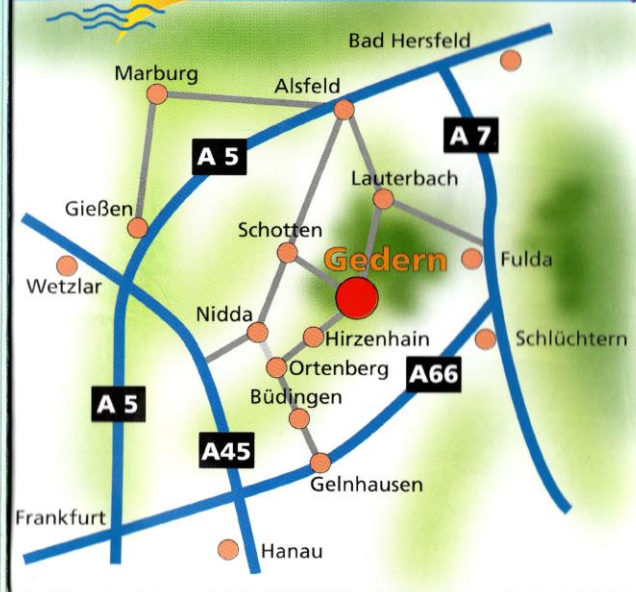 Bad Hersfeld
Marburg
Alsfeld
A 7
A 5
Lauterbach
Gießen
Schotten
Gedern
Fulda
Wetzlar
Nidda
Hirzenhain
Schlüchtern
Ortenberg
A66
Büdingen
A 5
A45
Gelnhausen
Frankfurt
Hanau